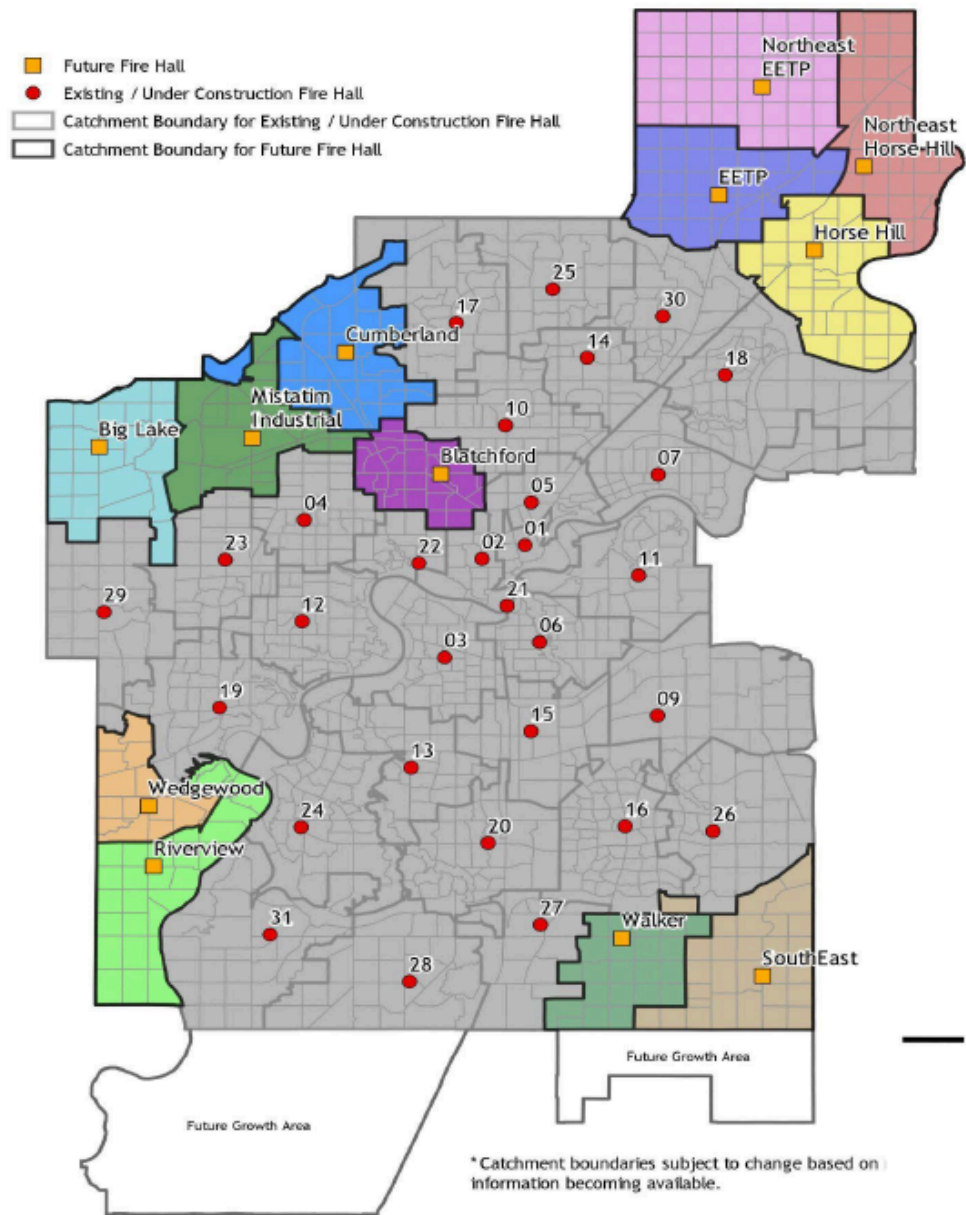 Future Fire Hall
Existing / Under Construction Fire Hall
Catchment Boundary for Existing / Under Construction Fire Hall
Catchment Boundary for Future Fire Hall
Northeast
EETP
Northeast
Horse Hill
EETP
Horse Hill
25
17
30
Cumberland
14
18
Mistatim
Industrial
Big Lake
10
Blatchford
07
05
04
01
02
22
23
11
21
29
12
06
03
19
09
15
13
Wedgewood
24
16
26
20
Riverview
27
Walker
31
SouthEast
28
Future Growth Area
Future Growth Area
*Catchment boundaries subject to change based on
information becoming available.